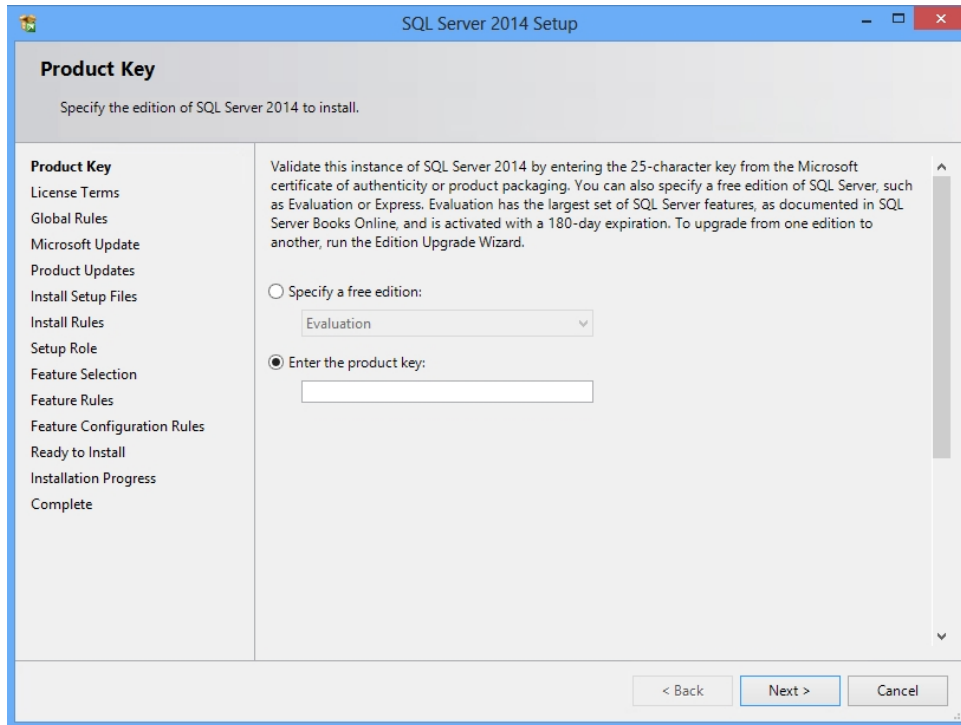 SQL Server 2014 Setup
Product Key
Specify the edition of SQL Server 2014 to install.
Product Key
License Terms
Global Rules
Microsoft Update
Product Updates
Install Setup Files
Install Rules
Setup Role
Feature Selection
Feature Rules
Feature Configuration Rules
Ready to Install
Installation Progress
Complete
Validate this instance of SQL Server 2014 by entering the 25-character key from the Microsoft
certificate of authenticity or product packaging. You can also specify a free edition of SQL Server, such
as Evaluation or Express. Evaluation has the largest set of SQL Server features, as documented in SQL
Server Books Online, and is activated with a 180-day expiration. To upgrade from one edition to
another, run the Edition Upgrade Wizard.
Specify a free edition:
Evaluation
Enter the product key:
< Back
Next >
Cancel